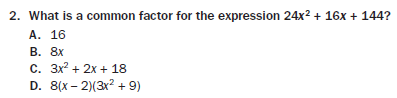 2. What is a common factor for the expression 24x² + 16x + 144?
A. 16
B. 8x
C. 3x² + 2x + 18
D. 8(x – 2)(3x² + 9)